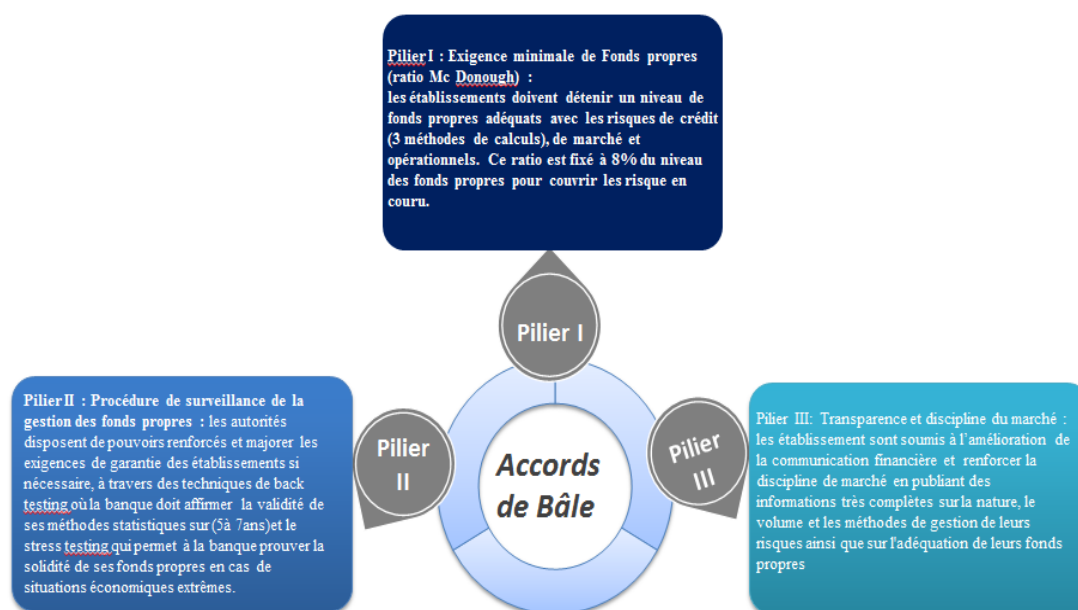 Pilier I : Exigence minimale de Fonds propres
(ratio Mc Donough) :
les établissements doivent détenir un niveau de
fonds propres adéquats avec les risques de crédit
(3 méthodes de calculs), de marché et
opérationnels. Ce ratio est fixé à 8% du niveau
des fonds propres pour couvrir les risque en
couru.
Pilier I
Pilier II : Procédure de surveillance de la
gestion des fonds propres : les autorités
disposent de pouvoirs renforcés et majorer les
exigences de garantie des établissements si
nécessaire, à travers des techniques de back
testing où la banque doit affirmer la validité de
ses méthodes statistiques sur (5à 7ans)et le
stress testing qui permet à la banque prouver la
solidité de ses fonds propres en cas de
situations économiques extrêmes.
Pilier
II
Accords
de Bâle
Pilier
III
Pilier III: Transparence et discipline du marché :
les établissement sont soumis à l'amélioration de
la communication financière et renforcer la
discipline de marché en publiant des
informations très complètes sur la nature, le
volume et les méthodes de gestion de leurs
risques ainsi que sur l'adéquation de leurs fonds
propres